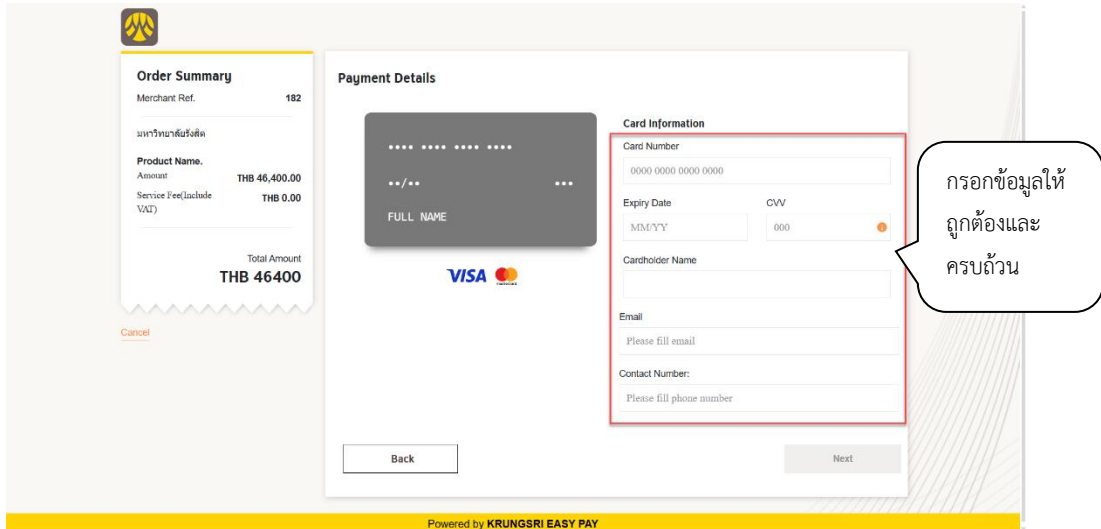 Order Summary
Merchant Ref. 182
มหาวิทยาลัยรังสิต
Product Name.
Amount THB 46,400.00
Service Fee(Include VAT) THB 0.00
Total Amount
THB 46400
Cancel
Payment Details
•••• •••• •••• ••••
••/•• •••
FULL NAME
VISA
Card Information
Card Number
0000 0000 0000 0000
Expiry Date CVV
MM/YY 000
Cardholder Name
Email
Please fill email
Contact Number:
Please fill phone number
Back
Next
กรอกข้อมูลให้
ถูกต้องและ
ครบถ้วน
Powered by KRUNGSRI EASY PAY